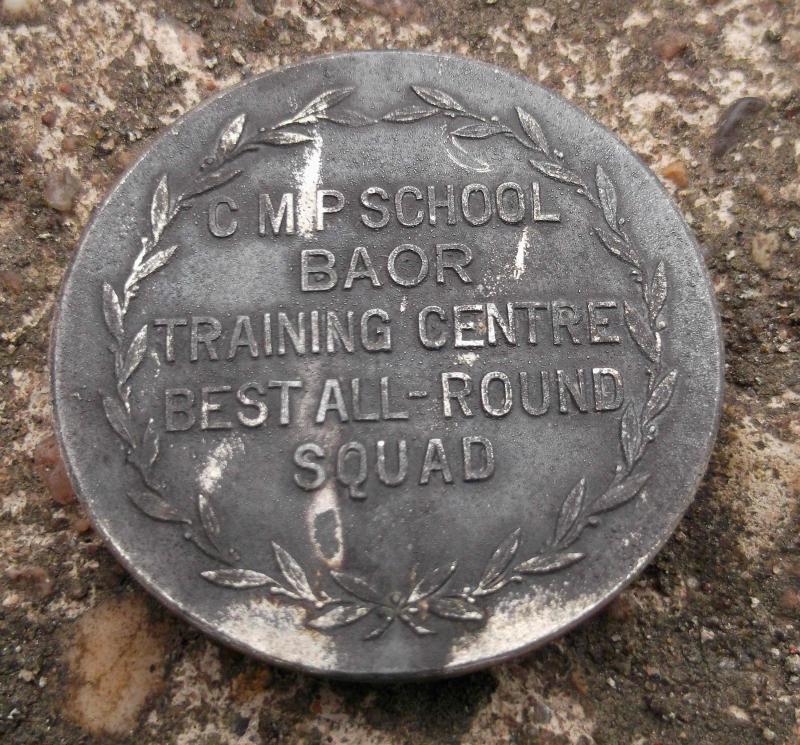 C M P SCHOOL
BAOR
TRAINING CENTRE
BEST ALL-ROUND
SQUAD